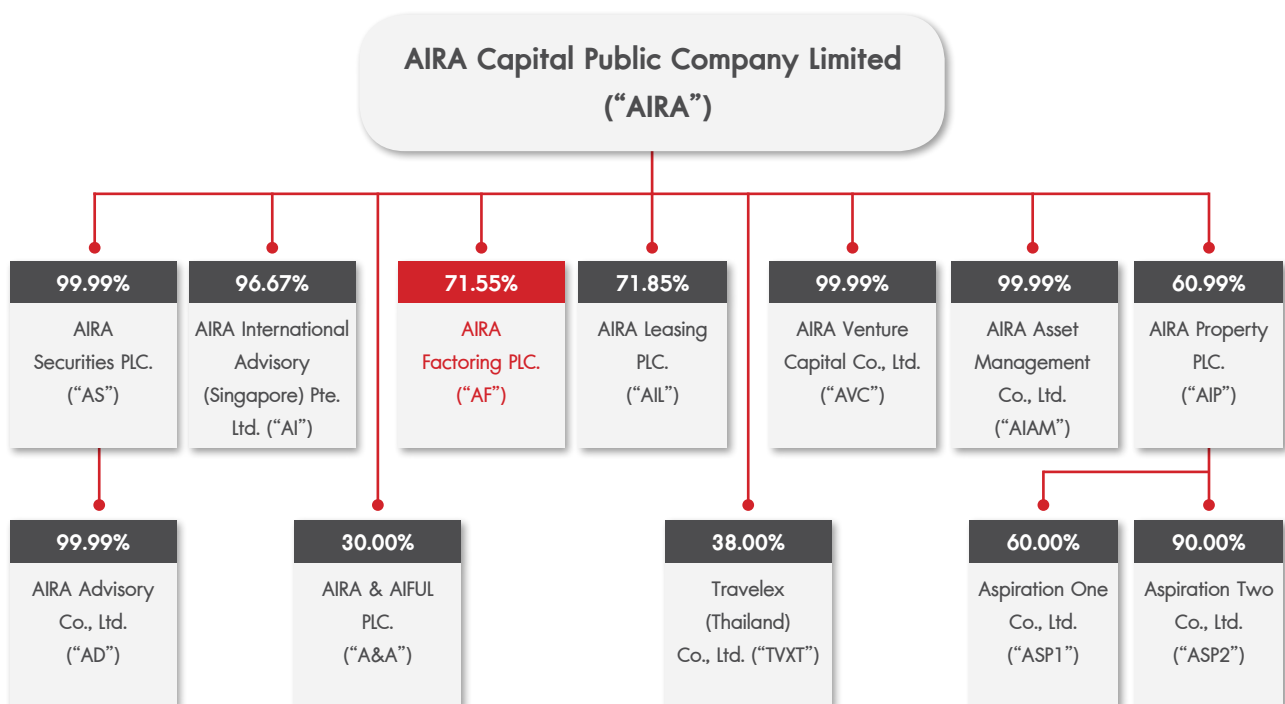 AIRA Capital Public Company Limited
(“AIRA”)
99.99%
AIRA
Securities PLC.
(“AS”)
96.67%
AIRA International
Advisory
(Singapore) Pte.
Ltd. (“AI”)
71.55%
AIRA
Factoring PLC.
(“AF”)
71.85%
AIRA Leasing
PLC.
(“AIL”)
99.99%
AIRA Venture
Capital Co., Ltd.
(“AVC”)
99.99%
AIRA Asset
Management
Co., Ltd.
(“AIAM”)
60.99%
AIRA Property
PLC.
(“AIP”)
99.99%
AIRA Advisory
Co., Ltd.
(“AD”)
30.00%
AIRA & AIFUL
PLC.
(“A&A”)
38.00%
Travelex
(Thailand)
Co., Ltd. (“TVXT”)
60.00%
Aspiration One
Co., Ltd.
(“ASP1”)
90.00%
Aspiration Two
Co., Ltd.
(“ASP2”)